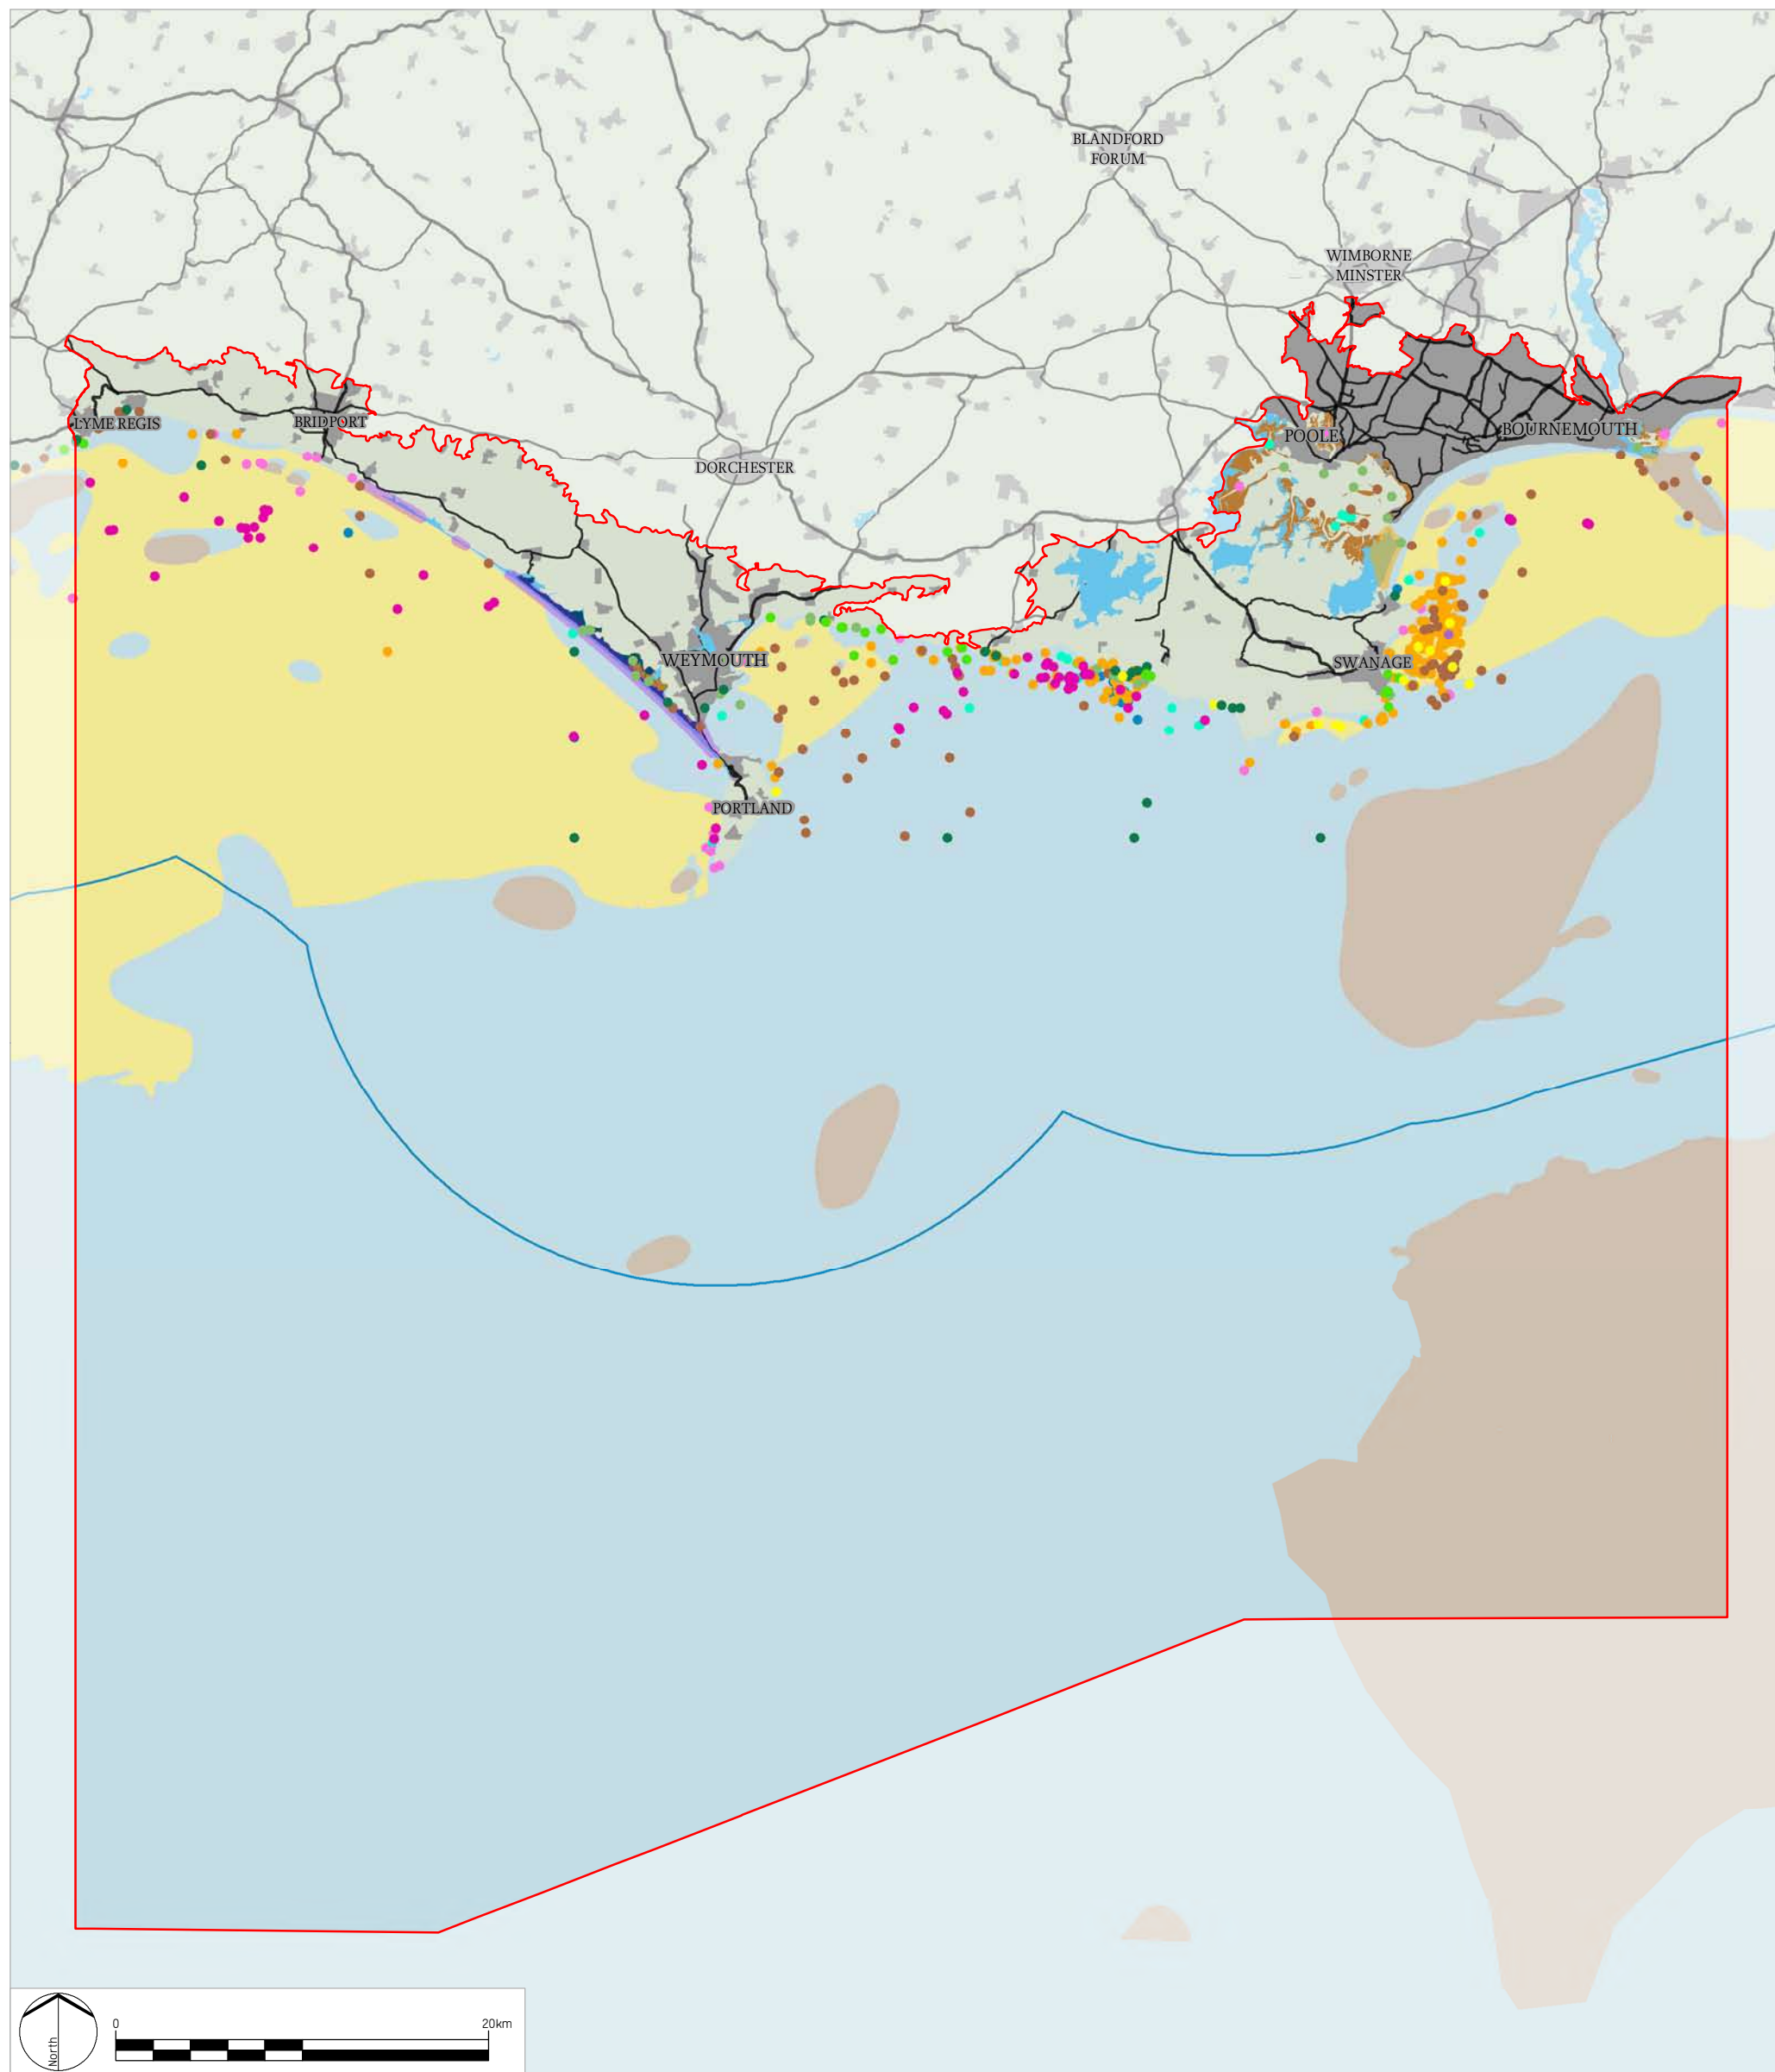 BLANDFORD
FORUM
WIMBORNE
MINSTER
LYME REGIS
BRIDPORT
POOLE
BOURNEMOUTH
DORCHESTER
WEYMOUTH
SWANAGE
PORTLAND
North
0
20km